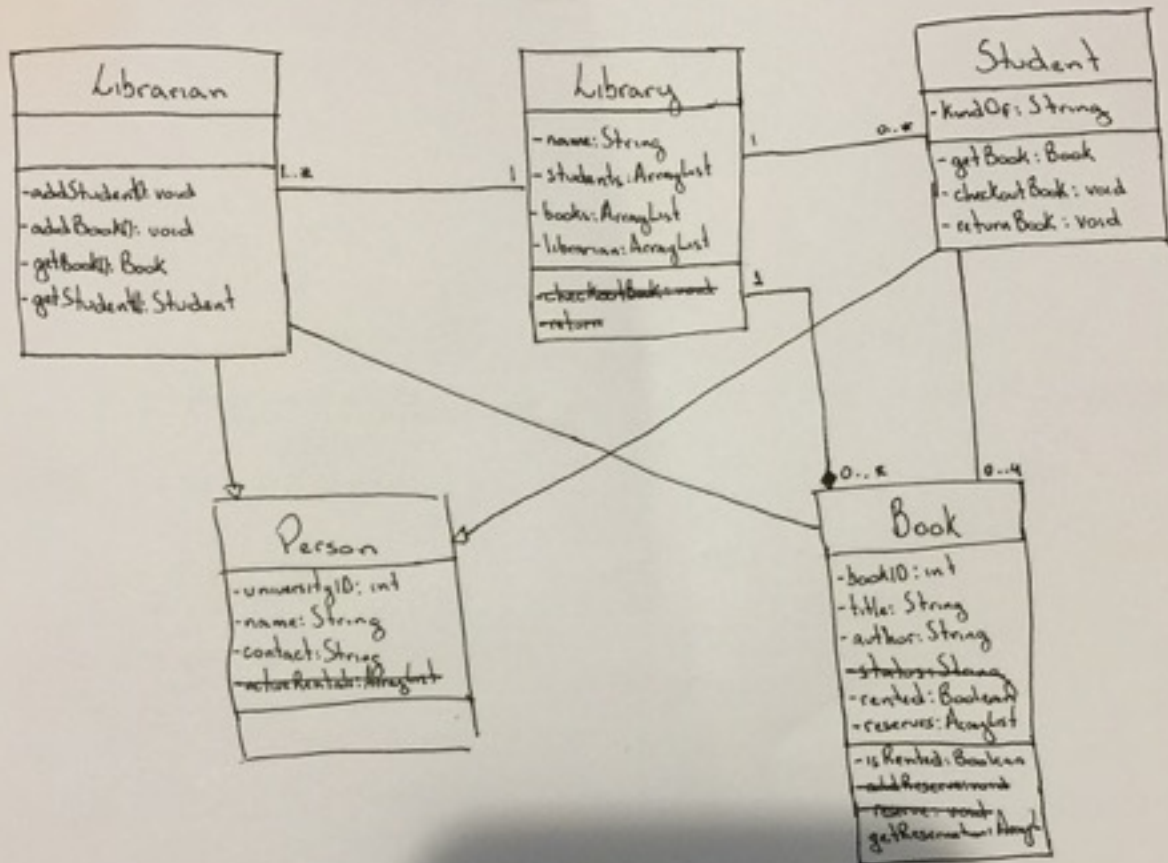 Librarian
-addStudent(): void
-addBook(): void
-getBook(): Book
-getStudent(): Student
1..*
1
Library
-name: String
-students: ArrayList
-books: ArrayList
-librarian: ArrayList
-checkoutBook: void
-return
1
0..*
1
Student
-kindOf: String
-getBook: Book
-checkoutBook: void
-returnBook: void
Person
-universityID: int
-name: String
-contact: String
-activeRentals: ArrayList
0..*
0..4
Book
-bookID: int
-title: String
-author: String
-status: String
-rented: Boolean
-reserves: ArrayList
-isRented: Boolean
-addReserve: void
-reserve: void